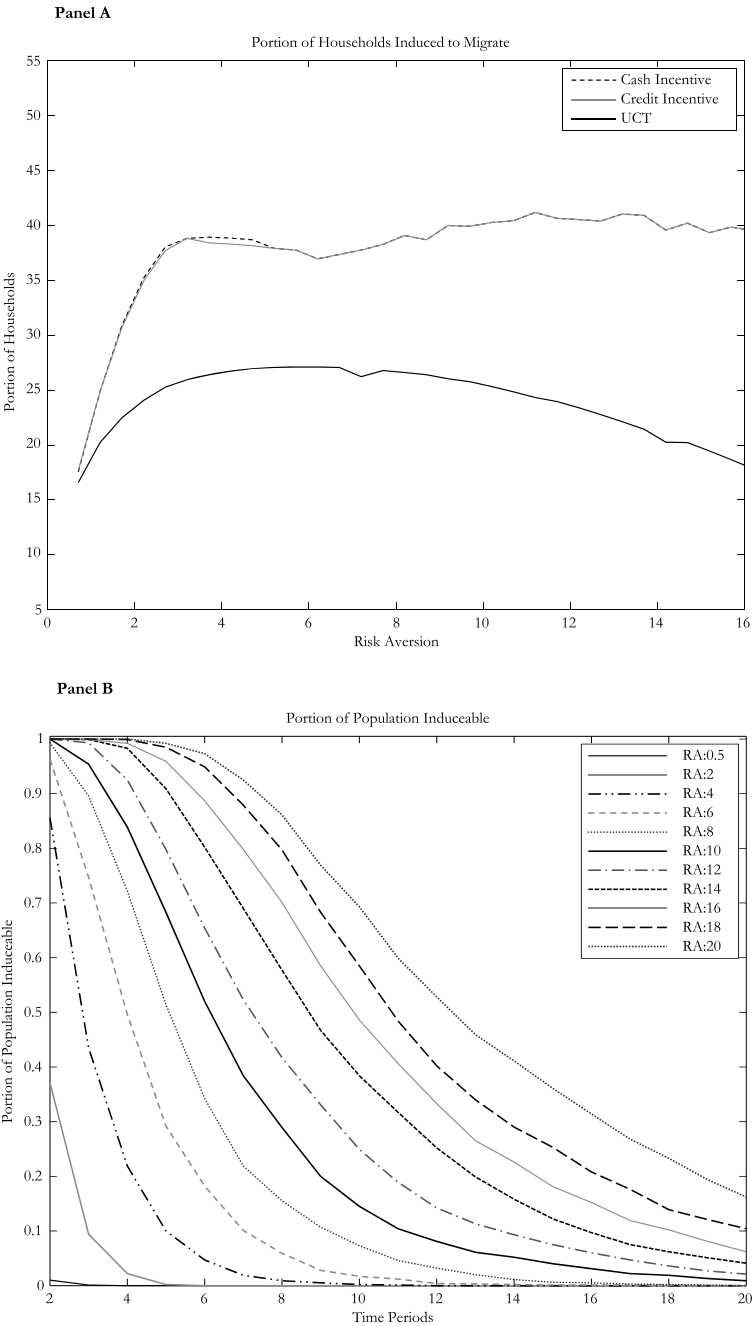 Panel A
Portion of Households Induced to Migrate
55
50
45
40
35
30
25
20
15
10
5
Portion of Households
Cash Incentive
Credit Incentive
UCT
0 2 4 6 8 10 12 14 16
Risk Aversion
Panel B
Portion of Population Induceable
1
0.9
0.8
0.7
0.6
0.5
0.4
0.3
0.2
0.1
0
Portion of Population Induceable
RA:0.5
RA:2
RA:4
RA:6
RA:8
RA:10
RA:12
RA:14
RA:16
RA:18
RA:20
2 4 6 8 10 12 14 16 18 20
Time Periods